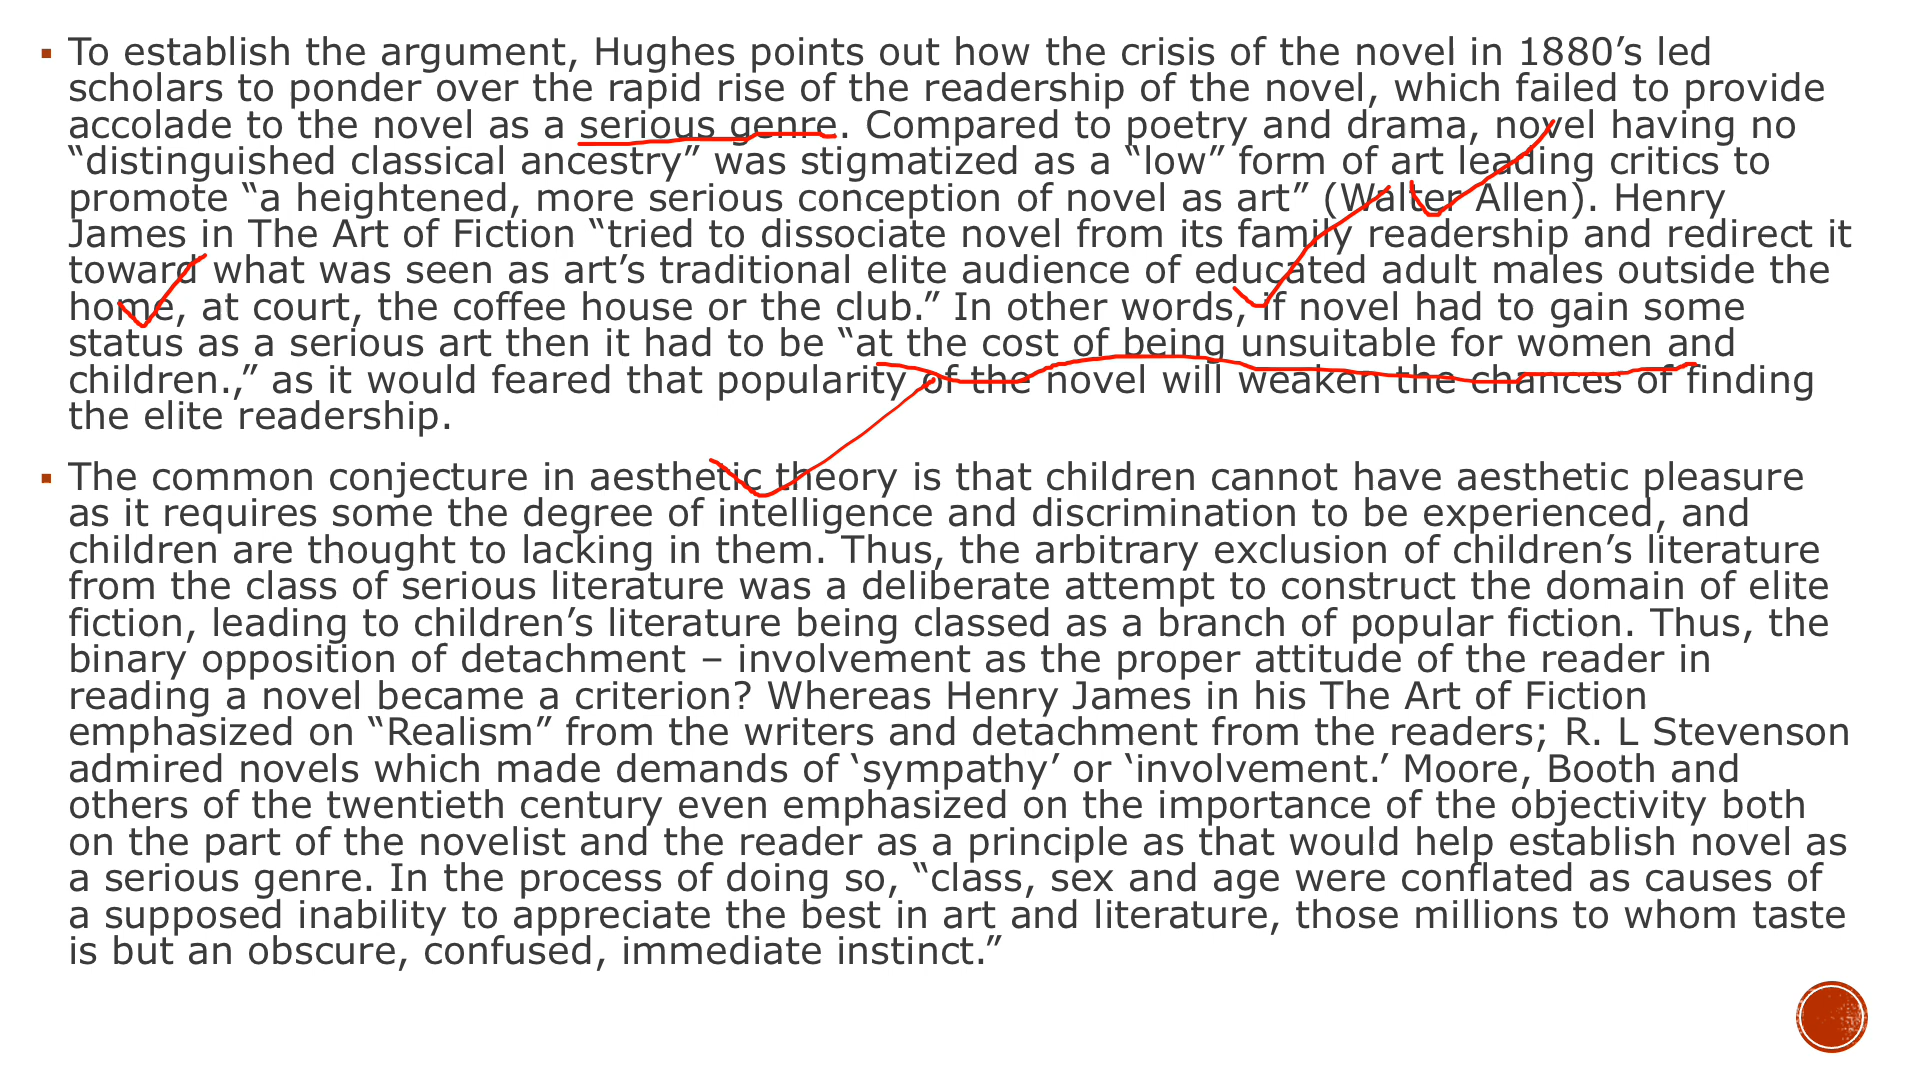 To establish the argument, Hughes points out how the crisis of the novel in 1880’s led
scholars to ponder over the rapid rise of the readership of the novel, which failed to provide
accolade to the novel as a serious genre. Compared to poetry and drama, novel having no
“distinguished classical ancestry” was stigmatized as a “low” form of art leading critics to
promote “a heightened, more serious conception of novel as art” (Walter Allen). Henry
James in The Art of Fiction “tried to dissociate novel from its family readership and redirect it
toward what was seen as art’s traditional elite audience of educated adult males outside the
home, at court, the coffee house or the club.” In other words, if novel had to gain some
status as a serious art then it had to be “at the cost of being unsuitable for women and
children.,” as it would feared that popularity of the novel will weaken the chances of finding
the elite readership.
The common conjecture in aesthetic theory is that children cannot have aesthetic pleasure
as it requires some the degree of intelligence and discrimination to be experienced, and
children are thought to lacking in them. Thus, the arbitrary exclusion of children’s literature
from the class of serious literature was a deliberate attempt to construct the domain of elite
fiction, leading to children’s literature being classed as a branch of popular fiction. Thus, the
binary opposition of detachment – involvement as the proper attitude of the reader in
reading a novel became a criterion? Whereas Henry James in his The Art of Fiction
emphasized on “Realism” from the writers and detachment from the readers; R. L Stevenson
admired novels which made demands of ‘sympathy’ or ‘involvement.’ Moore, Booth and
others of the twentieth century even emphasized on the importance of the objectivity both
on the part of the novelist and the reader as a principle as that would help establish novel as
a serious genre. In the process of doing so, “class, sex and age were conflated as causes of
a supposed inability to appreciate the best in art and literature, those millions to whom taste
is but an obscure, confused, immediate instinct.”